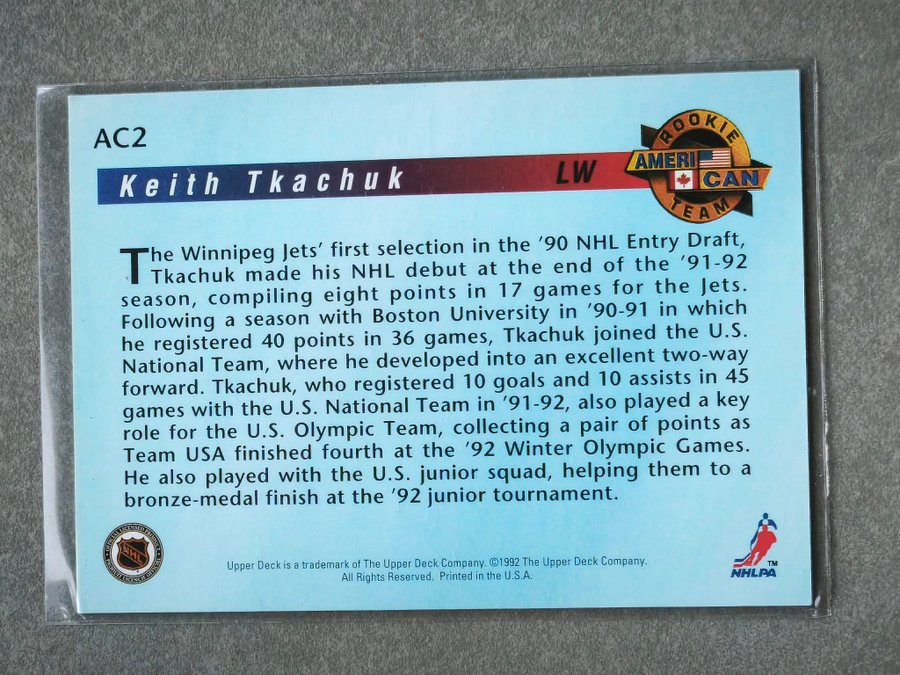 AC2
Keith Tkachuk LW
ROOKIE
AMERI
CAN
TEAM
The Winnipeg Jets' first selection in the '90 NHL Entry Draft,
Tkachuk made his NHL debut at the end of the '91-92
season, compiling eight points in 17 games for the Jets.
Following a season with Boston University in '90-91 in which
he registered 40 points in 36 games, Tkachuk joined the U.S.
National Team, where he developed into an excellent two-way
forward. Tkachuk, who registered 10 goals and 10 assists in 45
games with the U.S. National Team in '91-92, also played a key
role for the U.S. Olympic Team, collecting a pair of points as
Team USA finished fourth at the '92 Winter Olympic Games.
He also played with the U.S. junior squad, helping them to a
bronze-medal finish at the '92 junior tournament.
NHL
Upper Deck is a trademark of The Upper Deck Company. ©1992 The Upper Deck Company.
All Rights Reserved. Printed in the U.S.A.
TM
NHLPA